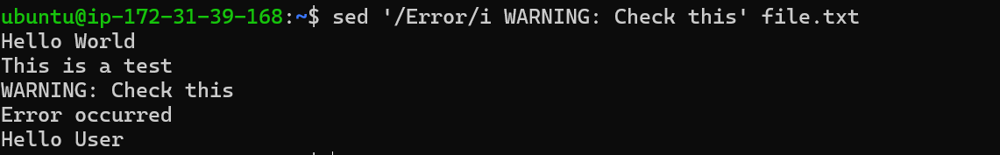 ubuntu@ip-172-31-39-168:~$ sed '/Error/i WARNING: Check this' file.txt
Hello World
This is a test
WARNING: Check this
Error occurred
Hello User